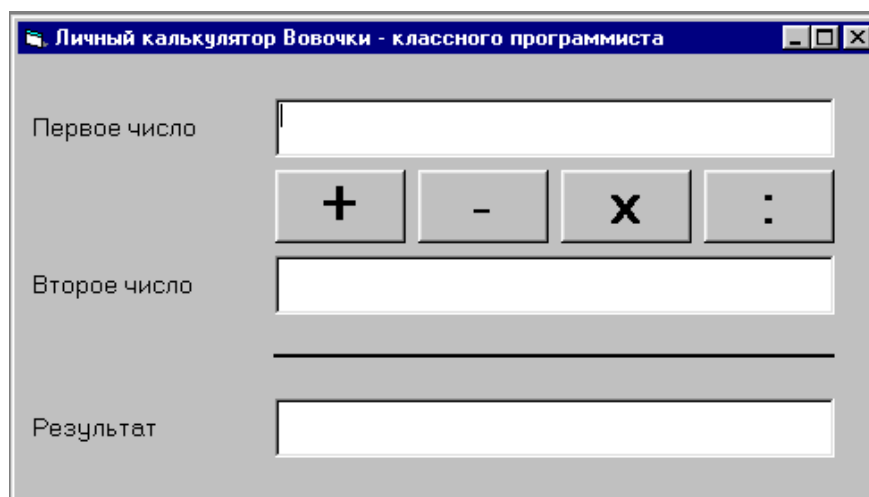 Личный калькулятор Вовочки - классного программиста
Первое число
+ - x :
Второе число
Результат